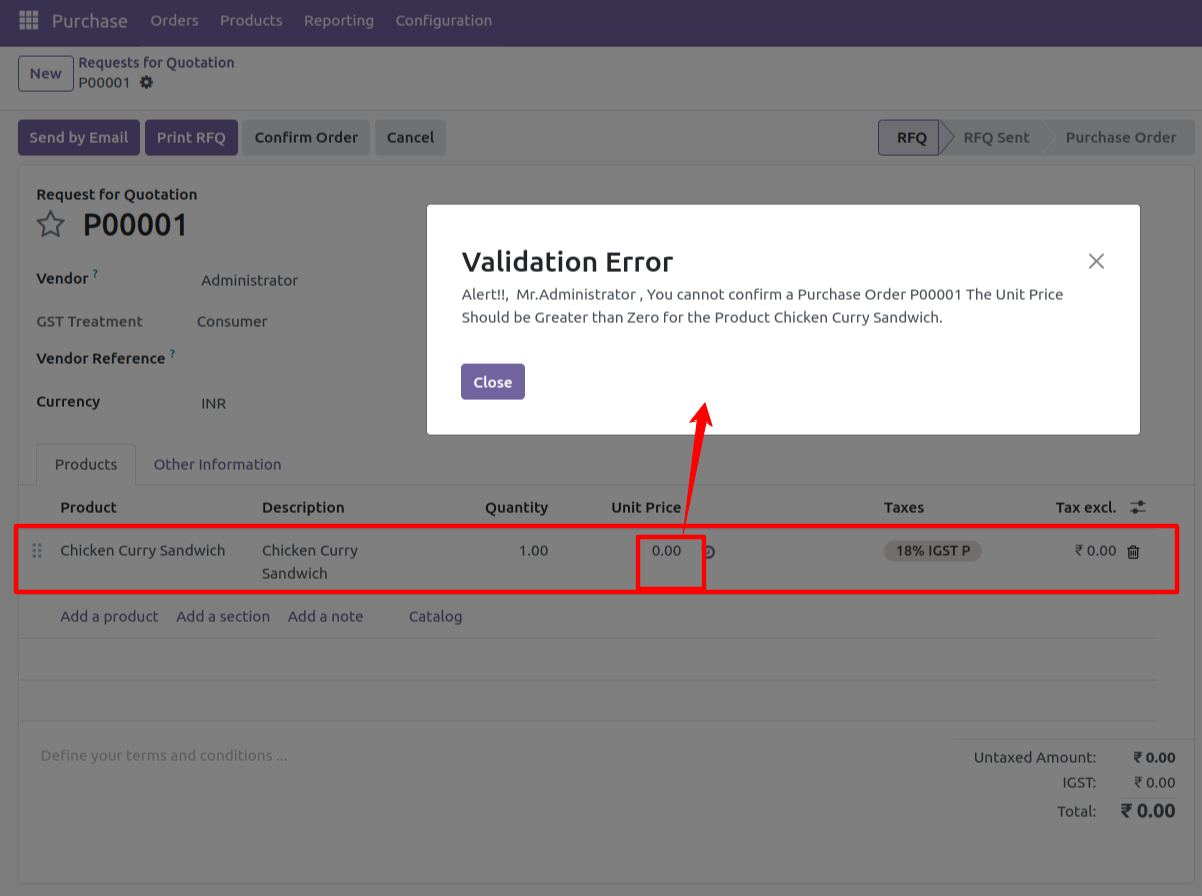 Purchase Orders Products Reporting Configuration
New
Requests for Quotation
P00001
Send by Email Print RFQ Confirm Order Cancel RFQ RFQ Sent Purchase Order
Request for Quotation
P00001
Vendor ? Administrator
GST Treatment Consumer
Vendor Reference ?
Currency INR
Validation Error
Alert!!, Mr.Administrator , You cannot confirm a Purchase Order P00001 The Unit Price
Should be Greater than Zero for the Product Chicken Curry Sandwich.
Close
Products Other Information
Product Description Quantity Unit Price Taxes Tax excl.
Chicken Curry Sandwich Chicken Curry 1.00 0.00 18% IGST P ₹ 0.00
Sandwich
Add a product Add a section Add a note Catalog
Define your terms and conditions ...
Untaxed Amount: ₹ 0.00
IGST: ₹ 0.00
Total: ₹ 0.00